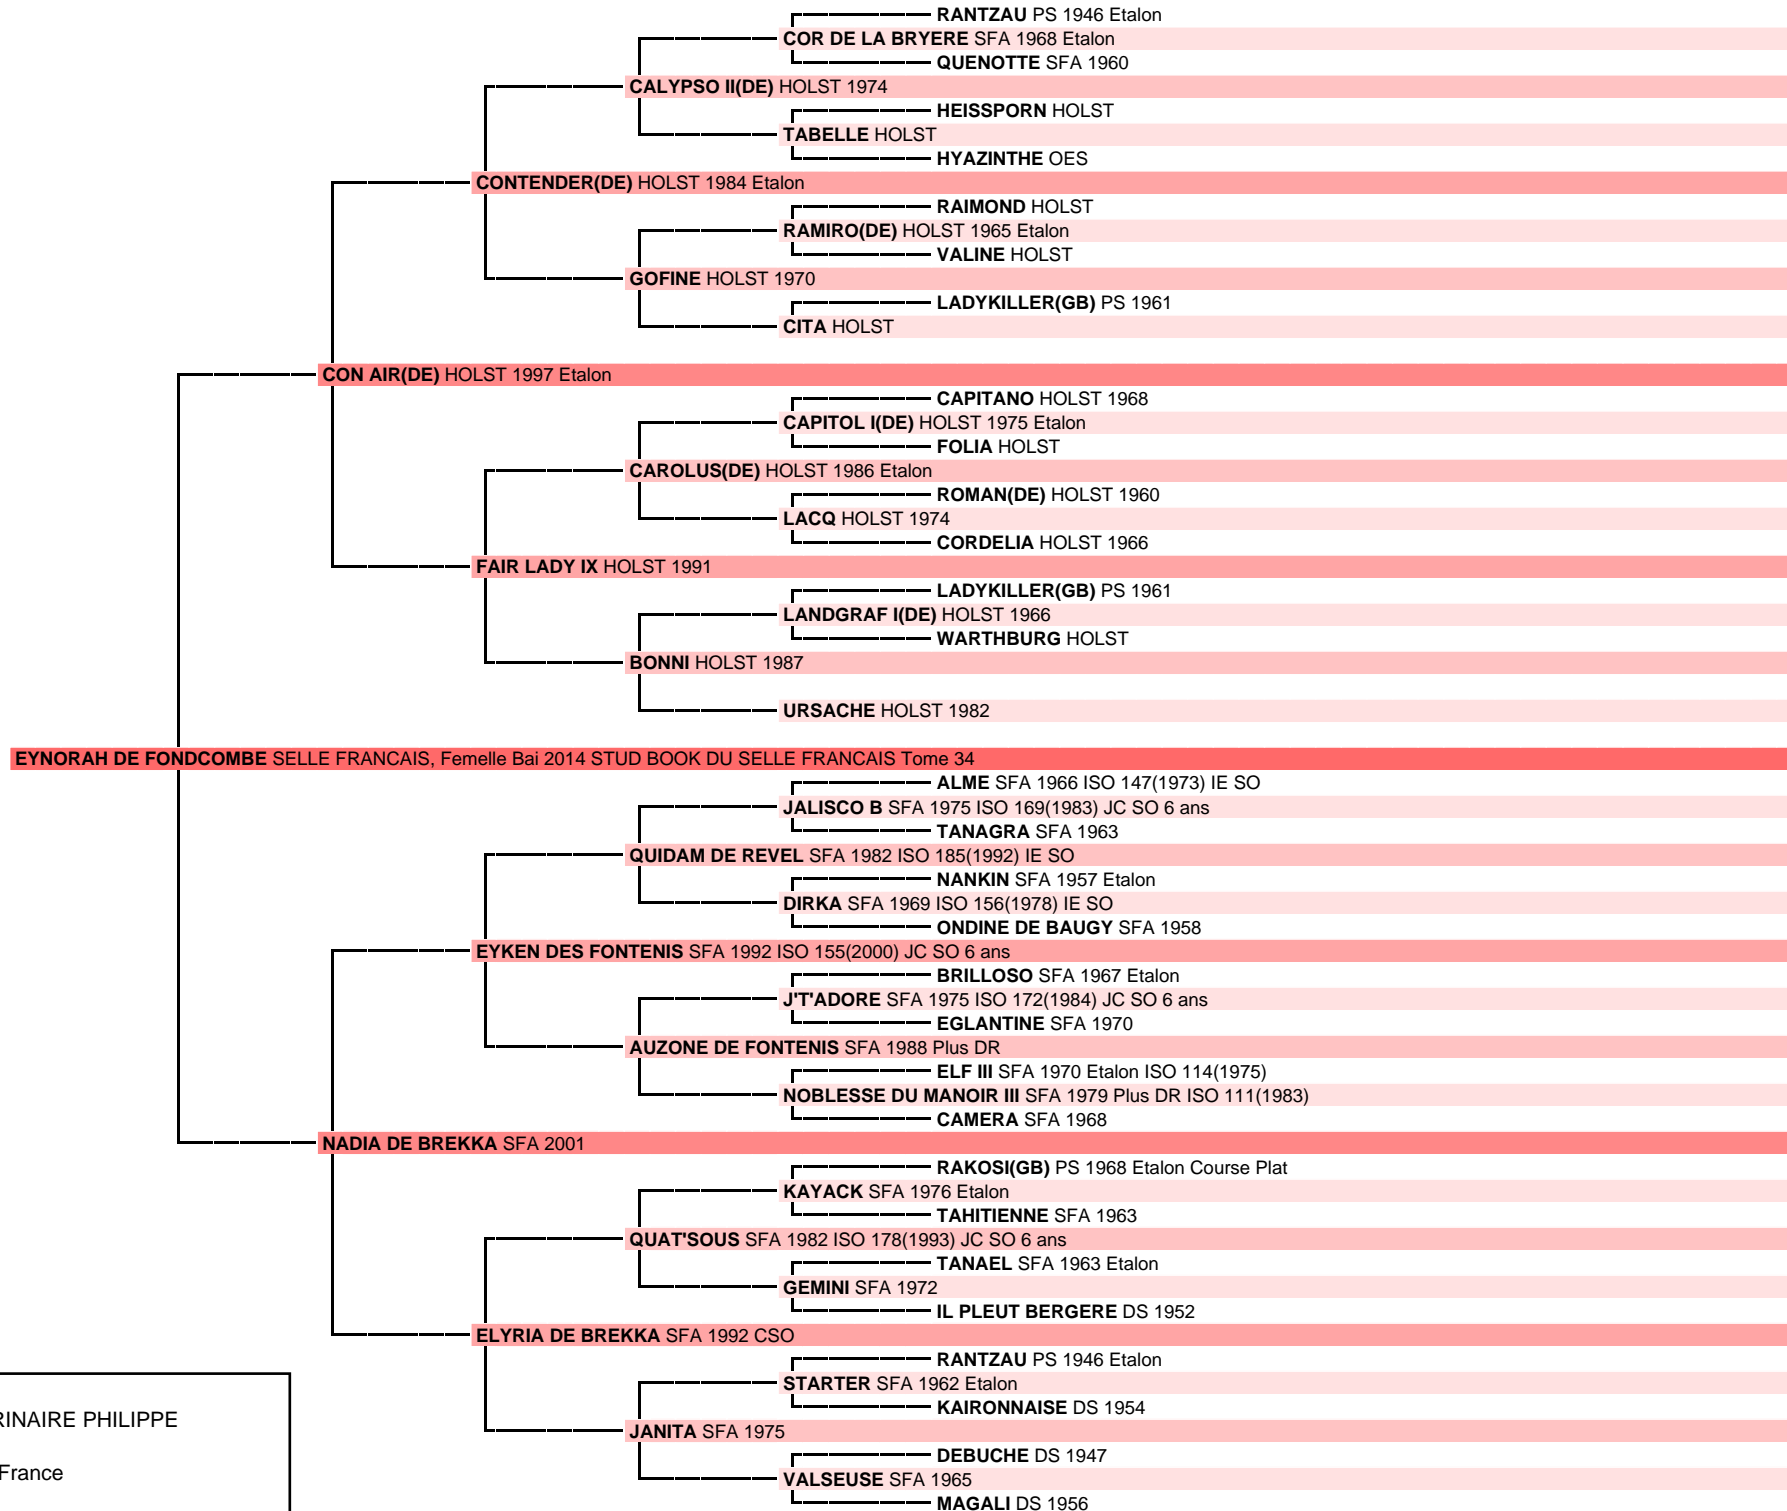 RANTZAU PS 1946 Etalon
COR DE LA BRYERE SFA 1968 Etalon
QUENOTTE SFA 1960
CALYPSO II(DE) HOLST 1974
HEISSPORN HOLST
TABELLE HOLST
HYAZINTHE OES
CONTENDER(DE) HOLST 1984 Etalon
RAIMOND HOLST
RAMIRO(DE) HOLST 1965 Etalon
VALINE HOLST
GOFINE HOLST 1970
LADYKILLER(GB) PS 1961
CITA HOLST
CON AIR(DE) HOLST 1997 Etalon
CAPITANO HOLST 1968
CAPITOL I(DE) HOLST 1975 Etalon
FOLIA HOLST
CAROLUS(DE) HOLST 1986 Etalon
ROMAN(DE) HOLST 1960
LACQ HOLST 1974
CORDELIA HOLST 1966
FAIR LADY IX HOLST 1991
LADYKILLER(GB) PS 1961
LANDGRAF I(DE) HOLST 1966
WARTHBURG HOLST
BONNI HOLST 1987
URSACHE HOLST 1982
EYNORAH DE FONDCOMBE SELLE FRANCAIS, Femelle Bai 2014 STUD BOOK DU SELLE FRANCAIS Tome 34
ALME SFA 1966 ISO 147(1973) IE SO
JALISCO B SFA 1975 ISO 169(1983) JC SO 6 ans
TANAGRA SFA 1963
QUIDAM DE REVEL SFA 1982 ISO 185(1992) IE SO
NANKIN SFA 1957 Etalon
DIRKA SFA 1969 ISO 156(1978) IE SO
ONDINE DE BAUGY SFA 1958
EYKEN DES FONTENIS SFA 1992 ISO 155(2000) JC SO 6 ans
BRILLOSO SFA 1967 Etalon
J'T'ADORE SFA 1975 ISO 172(1984) JC SO 6 ans
EGLANTINE SFA 1970
AUZONE DE FONTENIS SFA 1988 Plus DR
ELF III SFA 1970 Etalon ISO 114(1975)
NOBLESSE DU MANOIR III SFA 1979 Plus DR ISO 111(1983)
CAMERA SFA 1968
NADIA DE BREKKA SFA 2001
RAKOSI(GB) PS 1968 Etalon Course Plat
KAYACK SFA 1976 Etalon
TAHITIENNE SFA 1963
QUAT'SOUS SFA 1982 ISO 178(1993) JC SO 6 ans
TANAEL SFA 1963 Etalon
GEMINI SFA 1972
IL PLEUT BERGERE DS 1952
ELYRIA DE BREKKA SFA 1992 CSO
RANTZAU PS 1946 Etalon
STARTER SFA 1962 Etalon
KAIRONNAISE DS 1954
JANITA SFA 1975
DEBUCHE DS 1947
VALSEUSE SFA 1965
MAGALI DS 1956
RINAIRE PHILIPPE
France